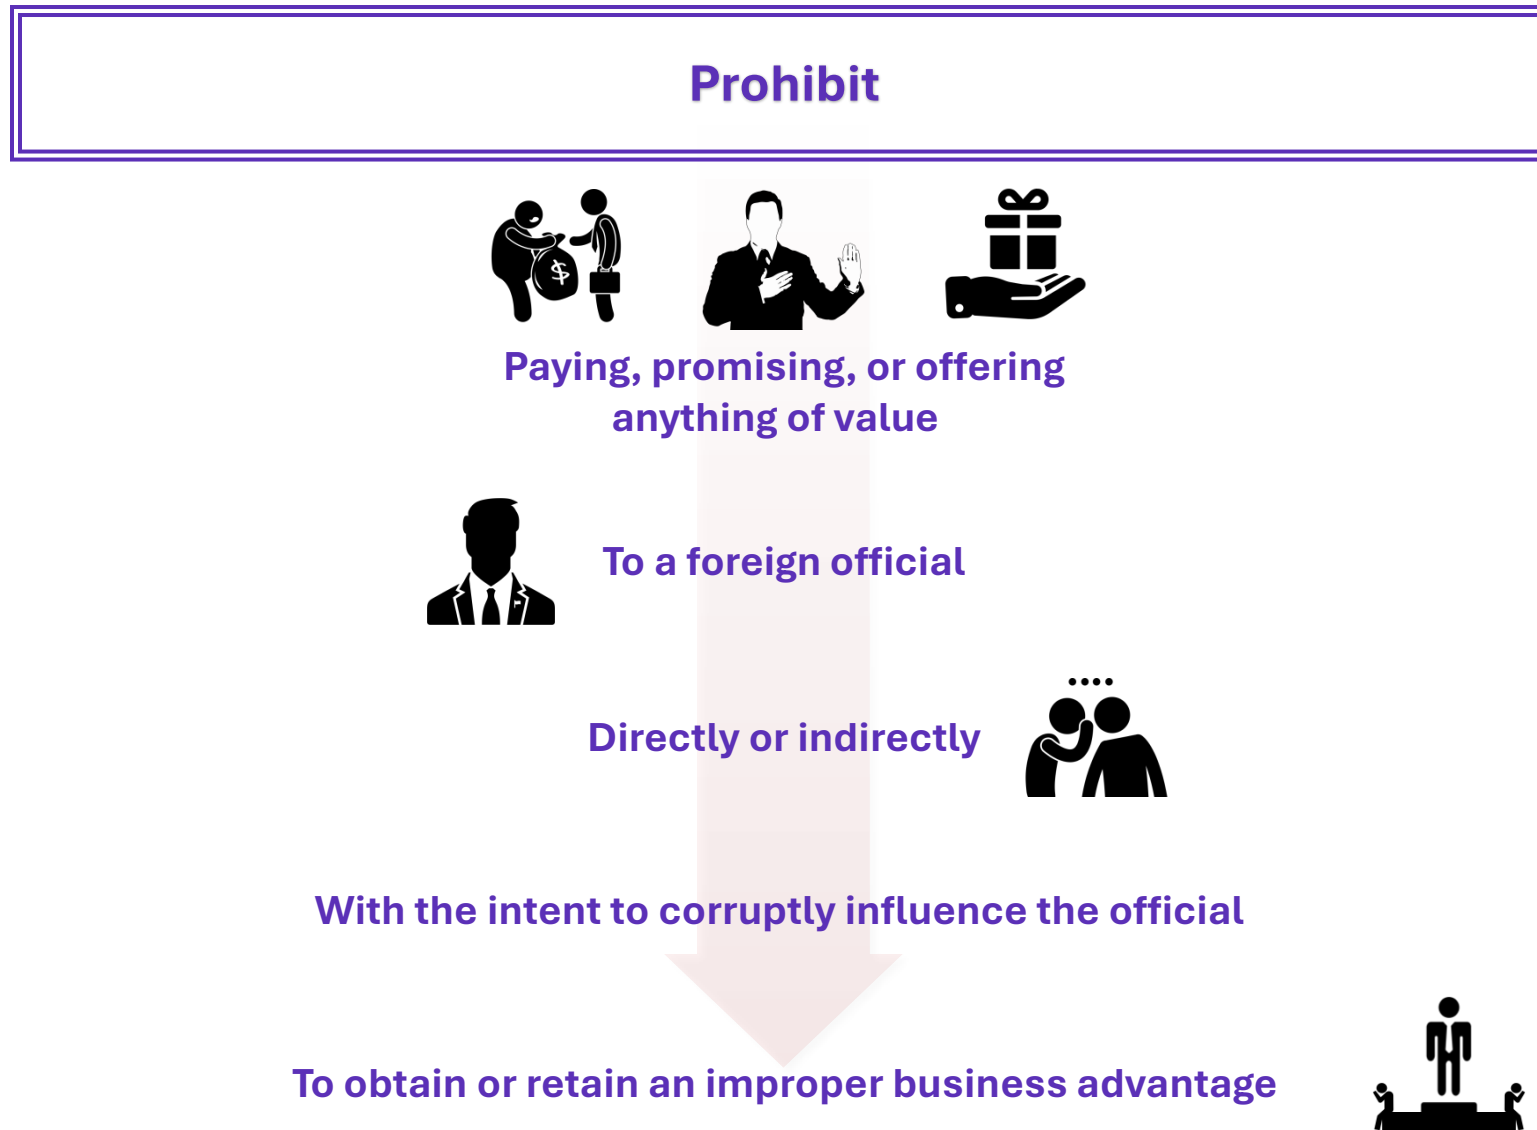 Prohibit
$
Paying, promising, or offering
anything of value
To a foreign official
Directly or indirectly
With the intent to corruptly influence the official
To obtain or retain an improper business advantage